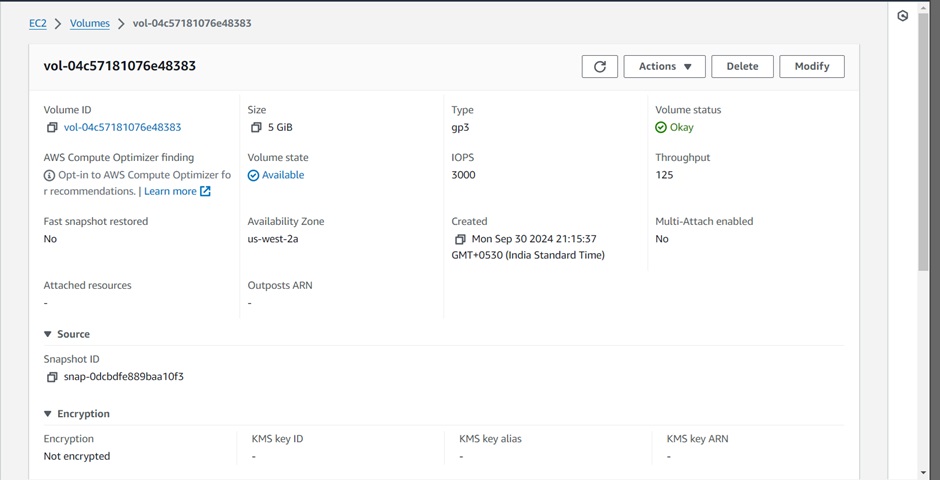 EC2 > Volumes > vol-04c57181076e48383
vol-04c57181076e48383
Actions ▼
Delete
Modify
Volume ID
vol-04c57181076e48383
Size
5 GiB
Type
gp3
Volume status
Okay
AWS Compute Optimizer finding
Opt-in to AWS Compute Optimizer fo
r recommendations. | Learn more
Volume state
Available
IOPS
3000
Throughput
125
Fast snapshot restored
No
Availability Zone
us-west-2a
Created
Mon Sep 30 2024 21:15:37
GMT+0530 (India Standard Time)
Multi-Attach enabled
No
Attached resources
-
Outposts ARN
-
▼ Source
Snapshot ID
snap-0dcbdfe889baa10f3
▼ Encryption
Encryption
Not encrypted
KMS key ID
-
KMS key alias
-
KMS key ARN
-